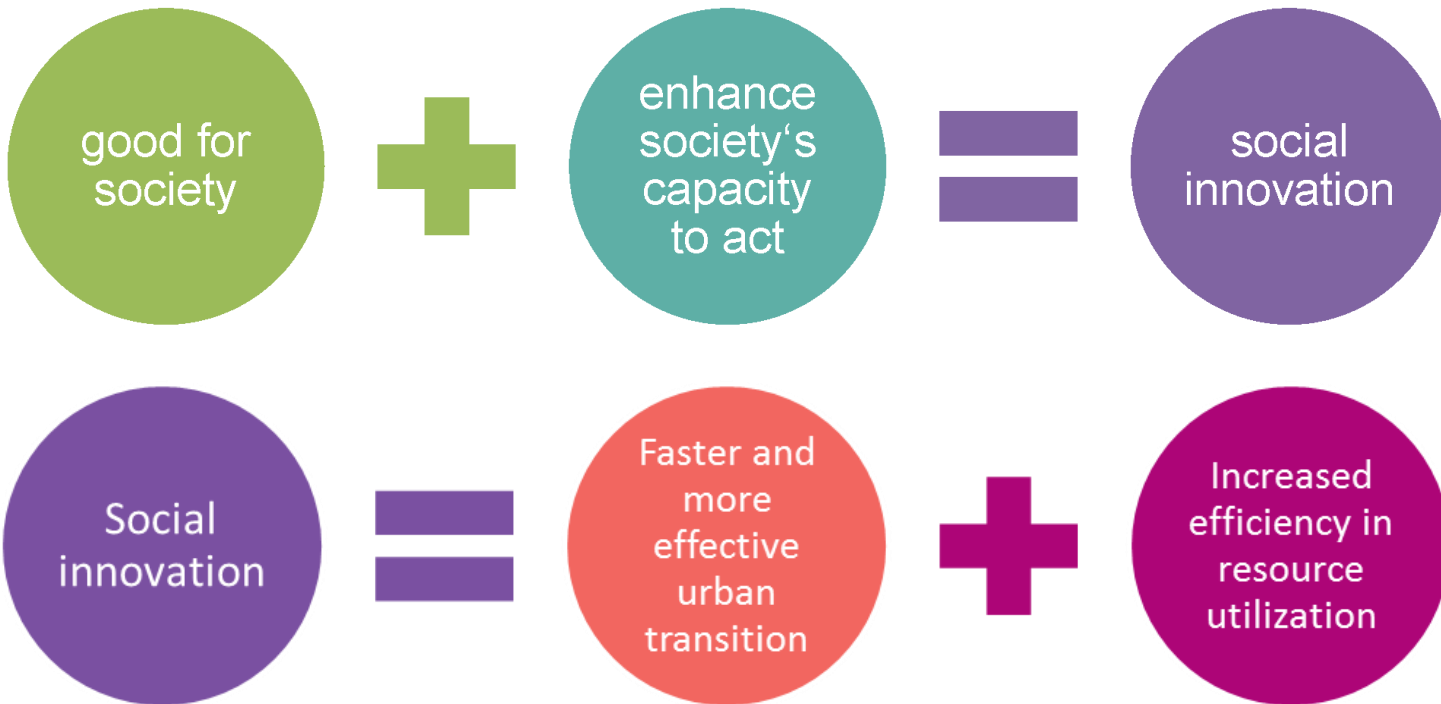 good for
society
enhance
society‘s
capacity
to act
social
innovation
Social
innovation
Faster and
more
effective
urban
transition
Increased
efficiency in
resource
utilization